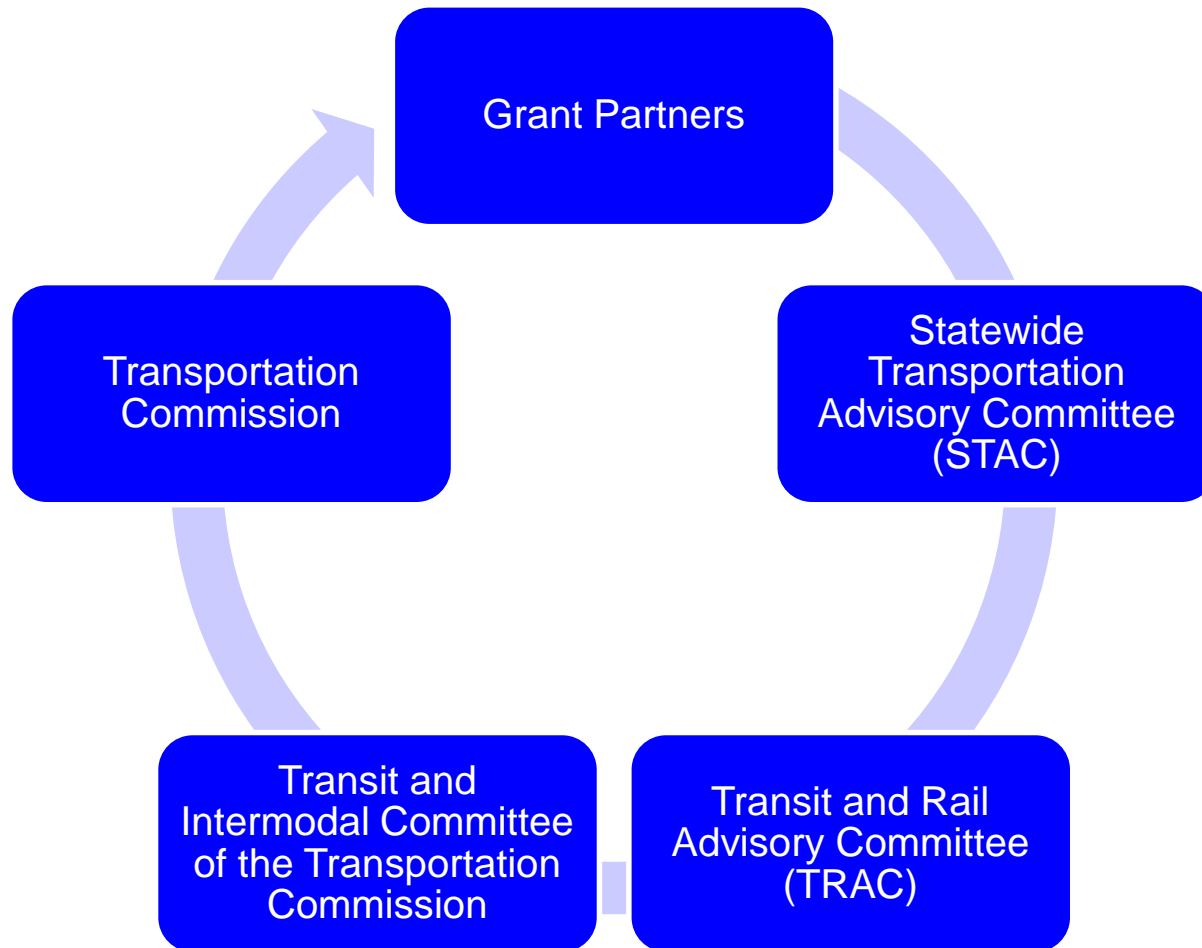 Grant Partners
Statewide
Transportation
Advisory Committee
(STAC)
Transit and Rail
Advisory Committee
(TRAC)
Transit and
Intermodal Committee
of the Transportation
Commission
Transportation
Commission